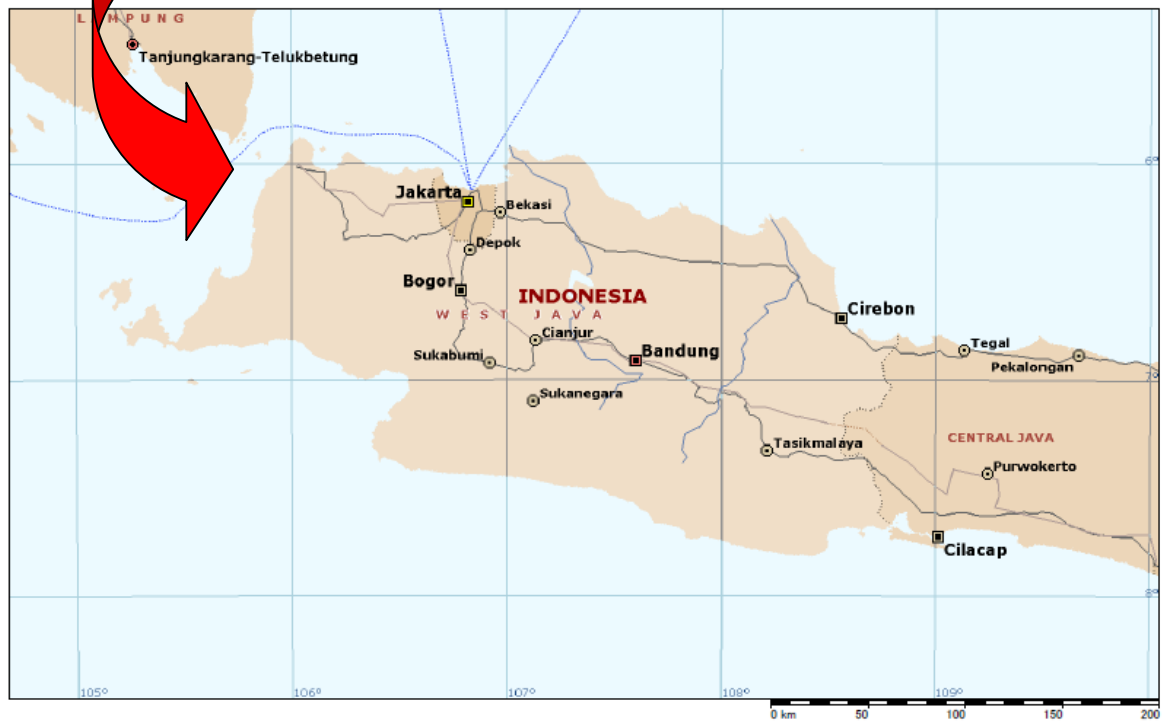 L MPUNG
Tanjungkarang-Telukbetung
6°
Jakarta
Bekasi
Depok
Bogor
INDONESIA
WEST JAVA
Cirebon
Cianjur
Tegal
Sukabumi
Bandung
Pekalongan
7°
Sukanegara
CENTRAL JAVA
Tasikmalaya
Purwokerto
Cilacap
8°
105° 106° 107° 108° 109°
0 km 50 100 150 200